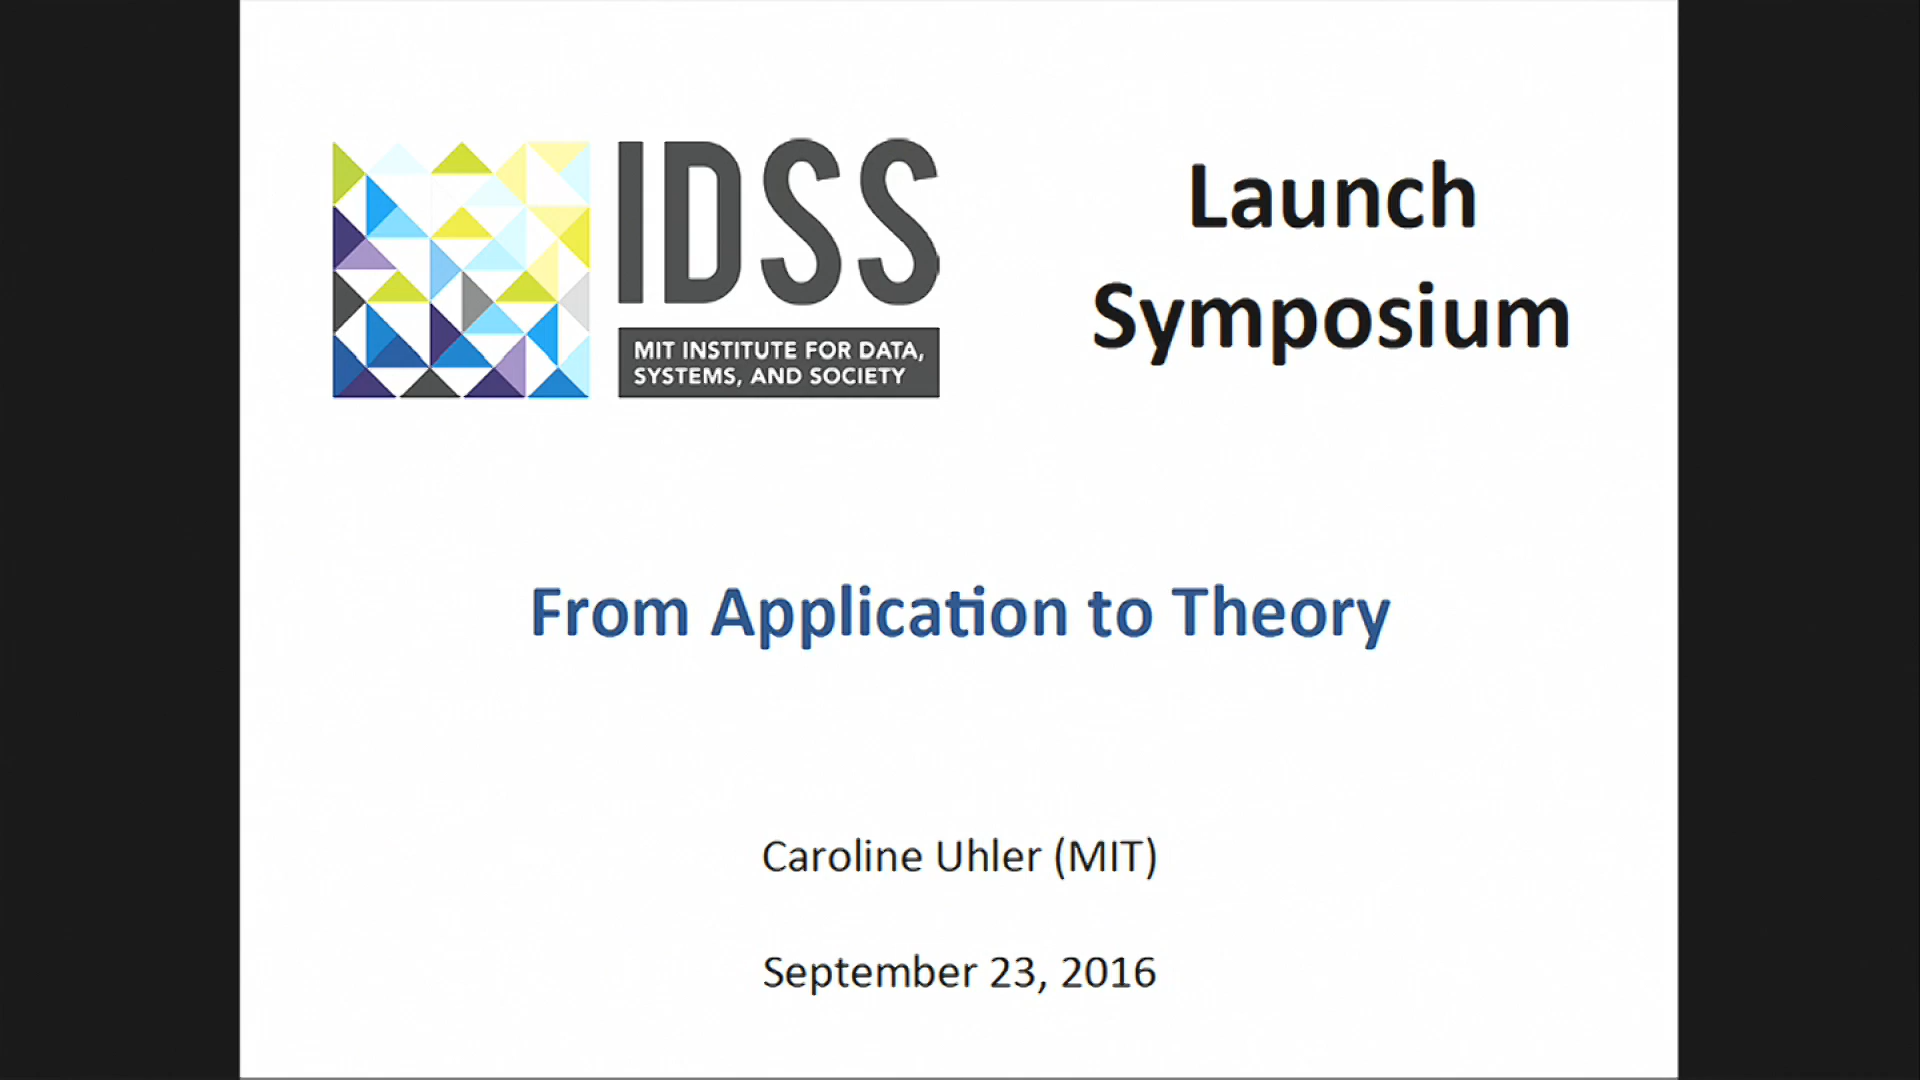 IDSS
MIT INSTITUTE FOR DATA,
SYSTEMS, AND SOCIETY
Launch
Symposium
From Application to Theory
Caroline Uhler (MIT)
September 23, 2016